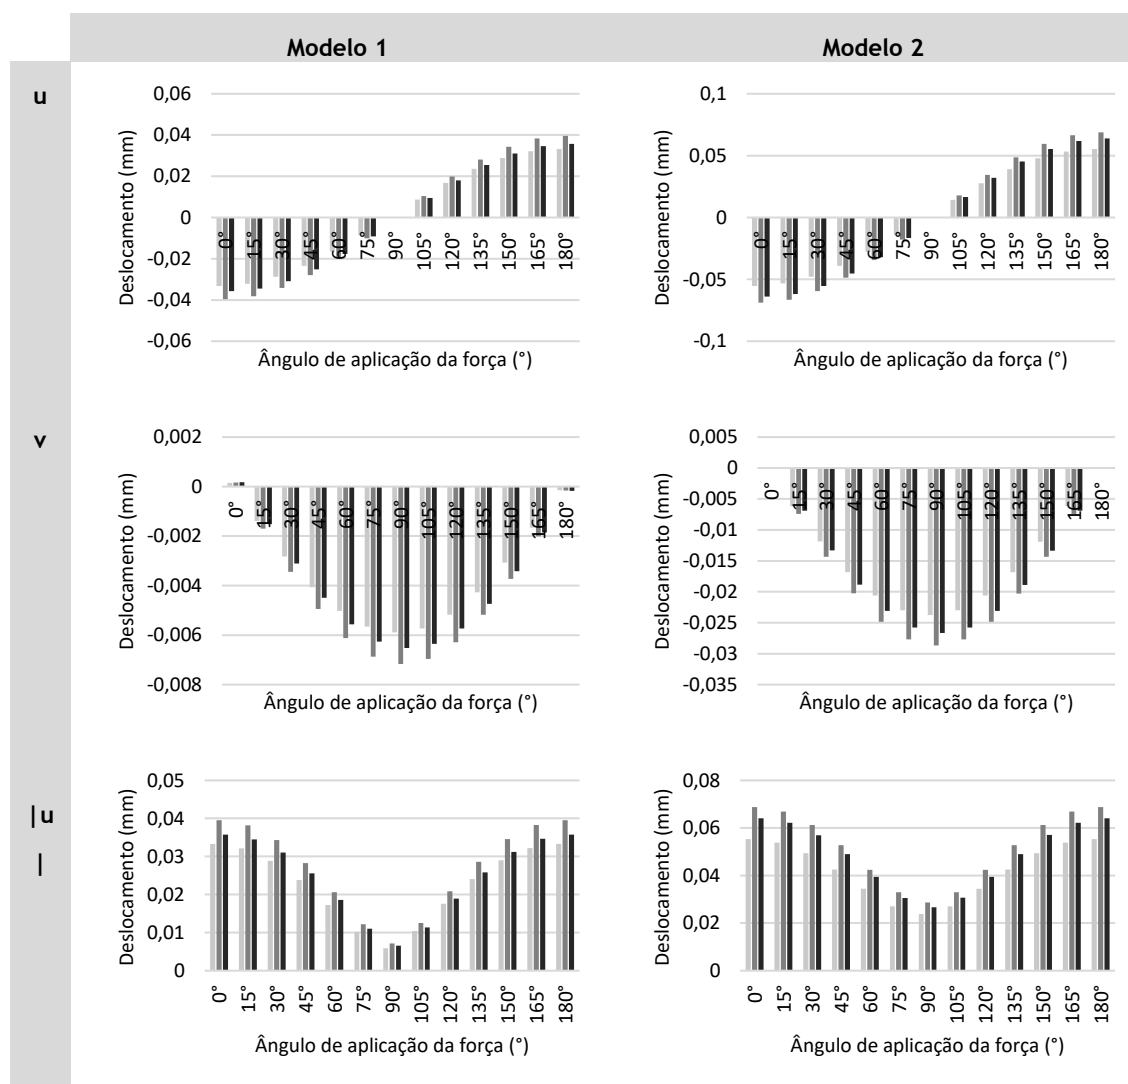 Modelo 1
Modelo 2
u
Deslocamento (mm)
0,06
0,04
0,02
0
-0,02
-0,04
-0,06
0° 15° 30° 45° 60° 75° 90° 105° 120° 135° 150° 165° 180°
Ângulo de aplicação da força (°)
Deslocamento (mm)
0,1
0,05
0
-0,05
-0,1
0° 15° 30° 45° 60° 75° 90° 105° 120° 135° 150° 165° 180°
Ângulo de aplicação da força (°)
v
Deslocamento (mm)
0,002
0
-0,002
-0,004
-0,006
-0,008
0° 15° 30° 45° 60° 75° 90° 105° 120° 135° 150° 165° 180°
Ângulo de aplicação da força (°)
Deslocamento (mm)
0,005
0
-0,005
-0,01
-0,015
-0,02
-0,025
-0,03
-0,035
0° 15° 30° 45° 60° 75° 90° 105° 120° 135° 150° 165° 180°
Ângulo de aplicação da força (°)
|u
|
Deslocamento (mm)
0,05
0,04
0,03
0,02
0,01
0
0° 15° 30° 45° 60° 75° 90° 105° 120° 135° 150° 165° 180°
Ângulo de aplicação da força (°)
Deslocamento (mm)
0,08
0,06
0,04
0,02
0
0° 15° 30° 45° 60° 75° 90° 105° 120° 135° 150° 165° 180°
Ângulo de aplicação da força (°)